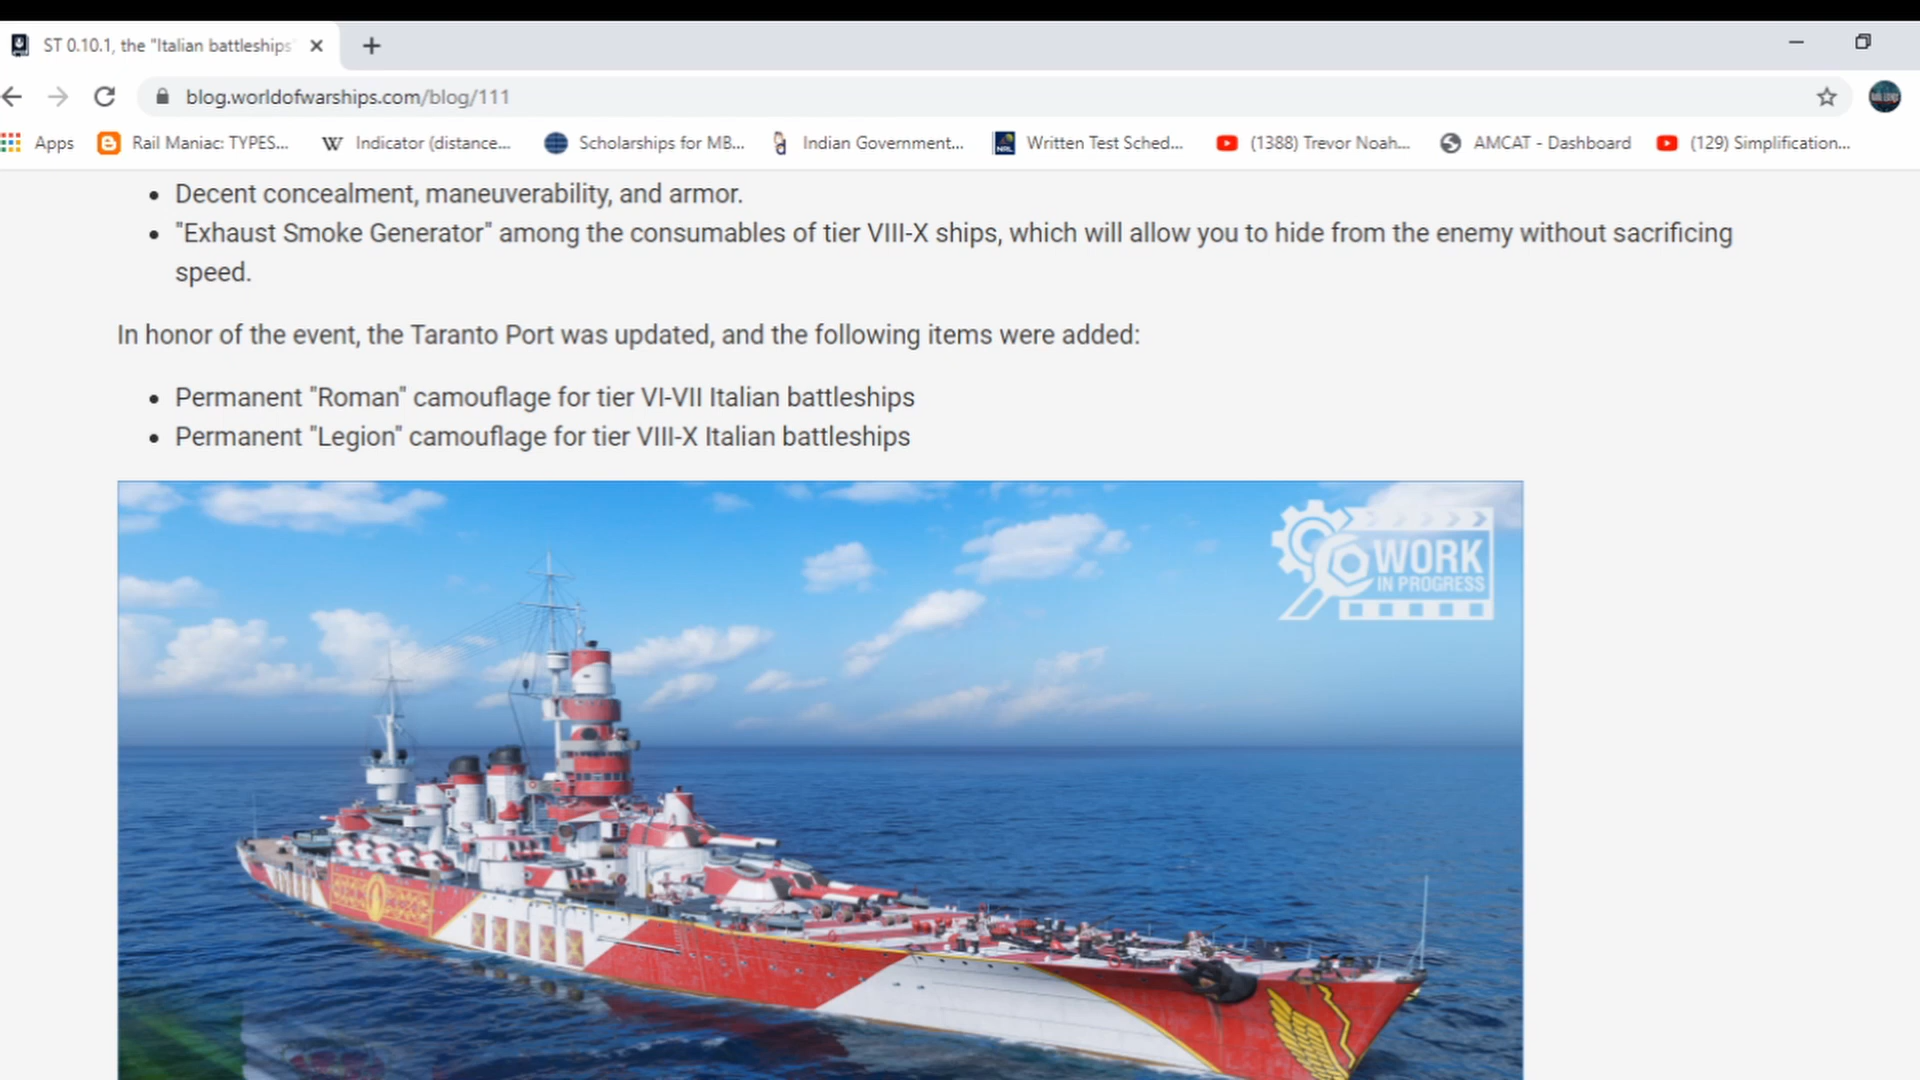 ST 0.10.1, the "Italian battleships"
blog.worldofwarships.com/blog/111
Apps
Rail Maniac: TYPES...
Indicator (distance...
Scholarships for MB...
Indian Government...
Written Test Sched...
(1388) Trevor Noah...
AMCAT - Dashboard
(129) Simplification...
Decent concealment, maneuverability, and armor.
"Exhaust Smoke Generator" among the consumables of tier VIII-X ships, which will allow you to hide from the enemy without sacrificing
speed.
In honor of the event, the Taranto Port was updated, and the following items were added:
Permanent "Roman" camouflage for tier VI-VII Italian battleships
Permanent "Legion" camouflage for tier VIII-X Italian battleships
WORK
IN PROGRESS